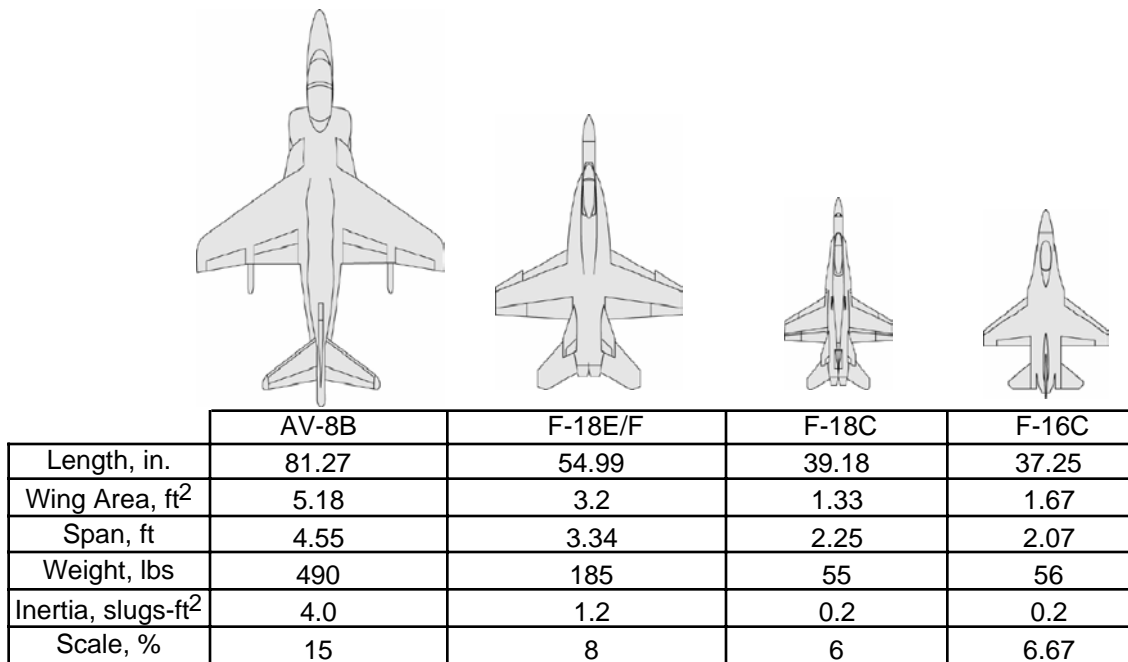 AV-8B F-18E/F F-18C F-16C
Length, in. 81.27 54.99 39.18 37.25
Wing Area, ft2 5.18 3.2 1.33 1.67
Span, ft 4.55 3.34 2.25 2.07
Weight, lbs 490 185 55 56
Inertia, slugs-ft2 4.0 1.2 0.2 0.2
Scale, % 15 8 6 6.67